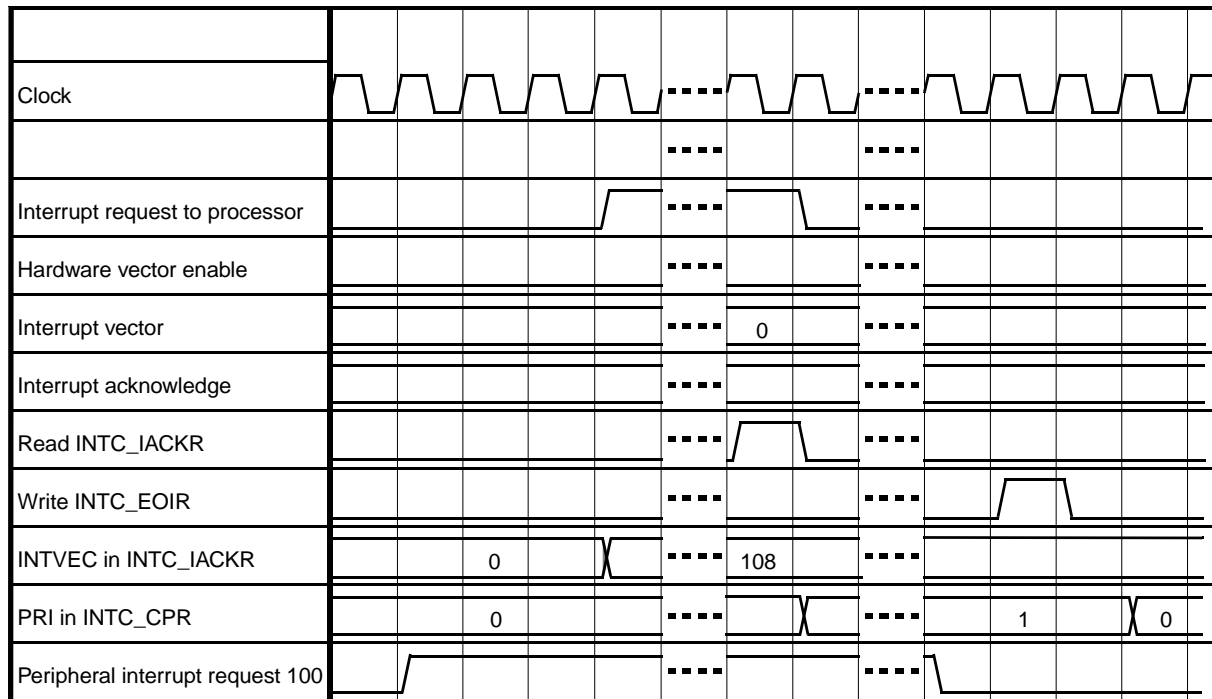 Clock
Interrupt request to processor
Hardware vector enable
Interrupt vector
0
Interrupt acknowledge
Read INTC_IACKR
Write INTC_EOIR
INTVEC in INTC_IACKR
0
108
PRI in INTC_CPR
0
1
0
Peripheral interrupt request 100